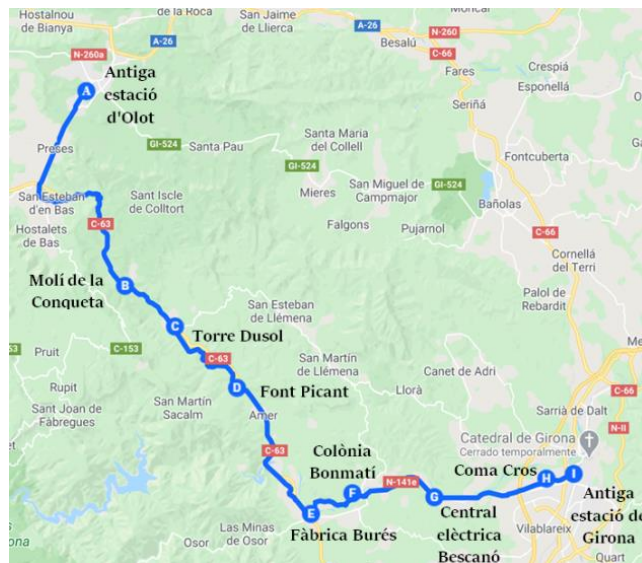 Hostalnou de Bianya
de la Roca
San Jaime de Llierca
Moncal
A-26
A-26
Besalú
N-260
C-66
N-260a
Fares
Crespiá
Esponellá
A
Antiga
estació
d'Olot
Seriñá
Preses
GI-524
Santa Pau
Santa Maria
del Collell
Fontcuberta
San Esteban
d'en Bas
Sant Iscle
de Colltort
Mieres
San Miguel de
Campmajor
GI-524
Bañolas
Hostalets
de Bas
C-63
Falgons
Pujarnol
C-66
Cornellá
del Terri
Molí de la
Conqueta
B
Palol de
Rebardit
C
Torre Dusol
San Esteban
de Llémena
C-153
53
Pruit
C-63
San Martín
de Llémena
Canet de Adri
Rupit
D
Font Picant
C-66
Sant Joan de
Fàbregues
San Martín
Sacalm
Amer
Llorà
Sarrià de Dalt
N-II
C-63
Colònia
Bonmatí
Catedral de Girona
Cerrado temporalmente
N-141e
Coma Cros
H
I
F
G
E
Fàbrica Burés
Central
elèctrica
Bescanó
Antiga
estació de
Girona
Las Minas
de Osor
Osor
Vilablareix
Quart